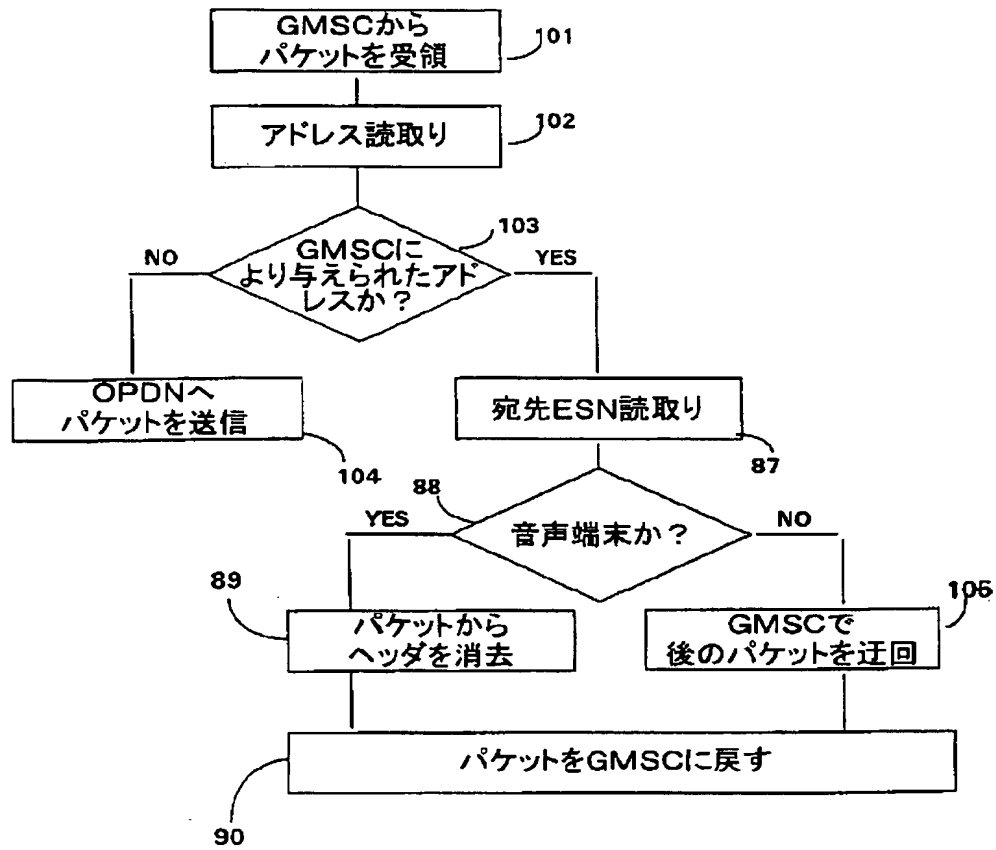 GMSCから
パケットを受領
101
アドレス読取り
102
103
GMSCに
より与えられたアド
レスか?
NO
YES
OPDNへ
パケットを送信
104
宛先ESN読取り
87
88
音声端末か?
YES
NO
89
パケットから
ヘッダを消去
105
GMSCで
後のパケットを迂回
パケットをGMSCに戻す
90